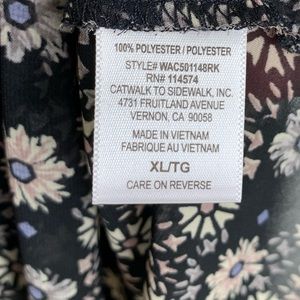 100% POLYESTER / POLYESTER
STYLE# WAC501148RK
RN# 114574
CATWALK TO SIDEWALK, INC.
4731 FRUITLAND AVENUE
VERNON, CA 90058
MADE IN VIETNAM
FABRIQUE AU VIETNAM
XL/TG
CARE ON REVERSE